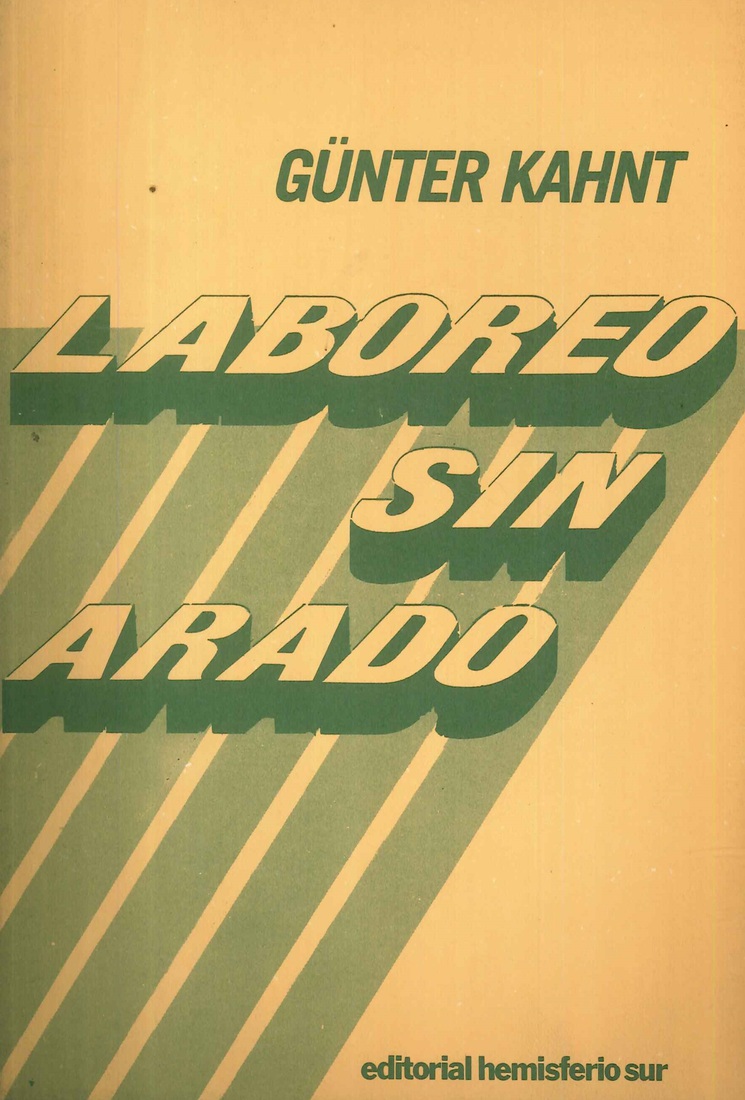 GÜNTER KAHNT
LABOREO
SIN
ARADO
editorial hemisferio sur